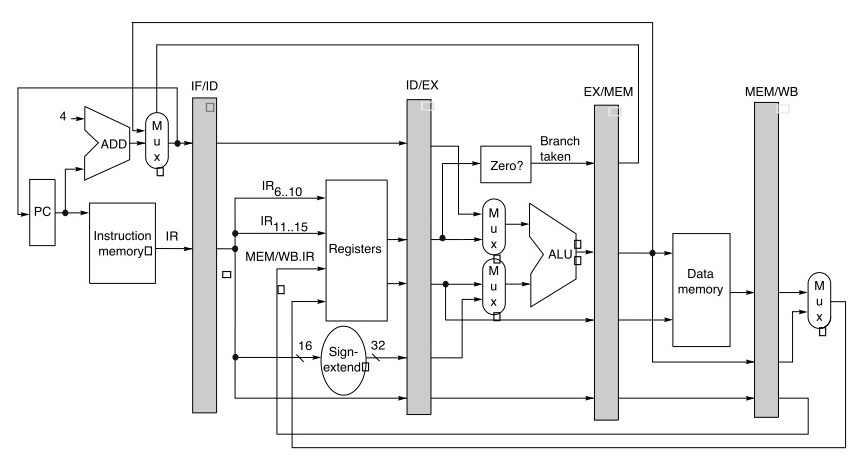 IF/ID
ID/EX
EX/MEM
MEM/WB
4
ADD
M
u
x
Branch
taken
Zero?
PC
IR6..10
IR11..15
M
u
x
Instruction
memory
IR
Registers
ALU
MEM/WB.IR
M
u
x
Data
memory
M
u
x
16
Sign-
extend
32